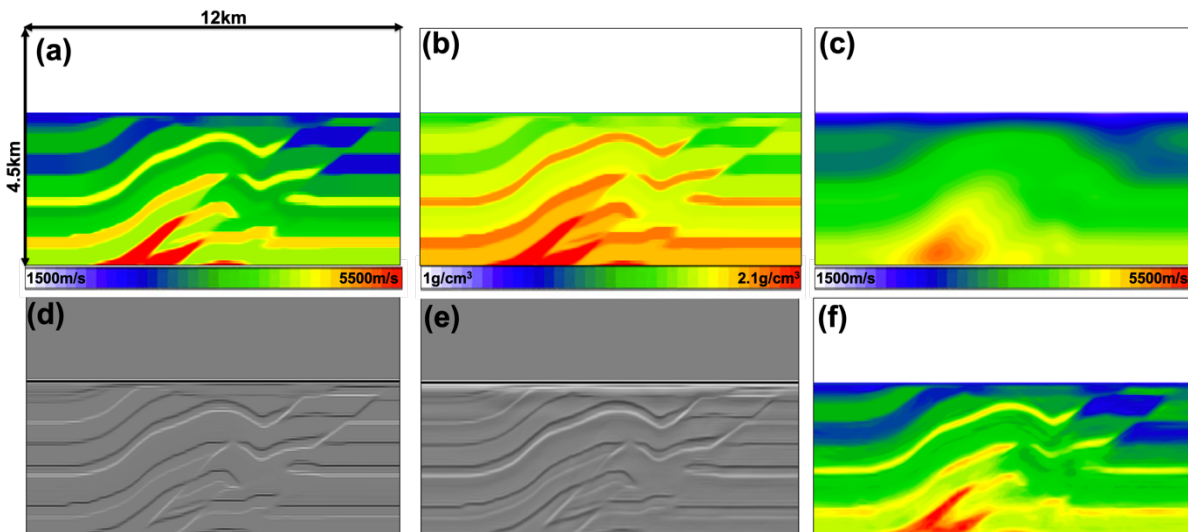 12km
4.5km
(a)
(b)
(c)
1500m/s 5500m/s
1g/cm³ 2.1g/cm³
1500m/s 5500m/s
(d)
(e)
(f)